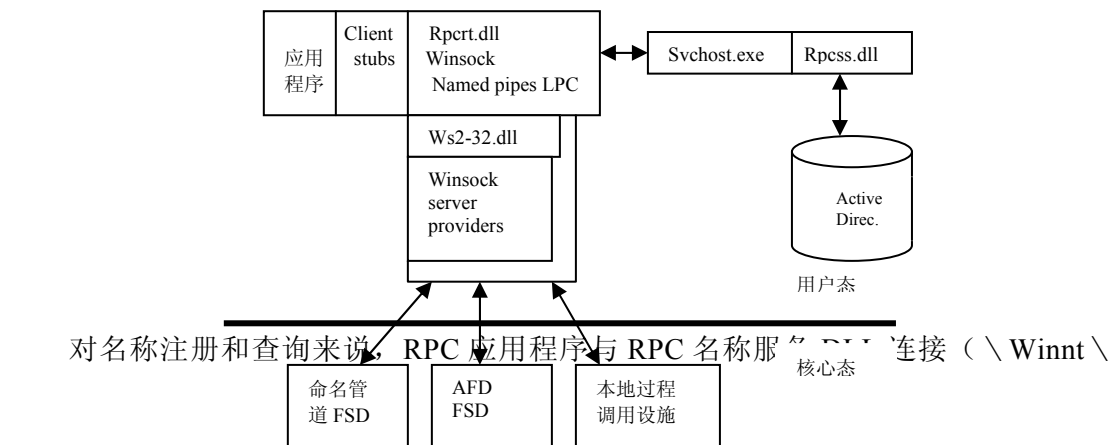 应用
程序
Client
stubs
Rpcrt.dll
Winsock
Named pipes LPC
Svchost.exe
Rpcss.dll
Ws2-32.dll
Winsock
server
providers
Active
Direc.
用户态
对名称注册和查询来说，RPC 应用程序与 RPC 名称服 DLL 连接（\Winnt\
核心态
命名管
道 FSD
AFD
FSD
本地过程
调用设施